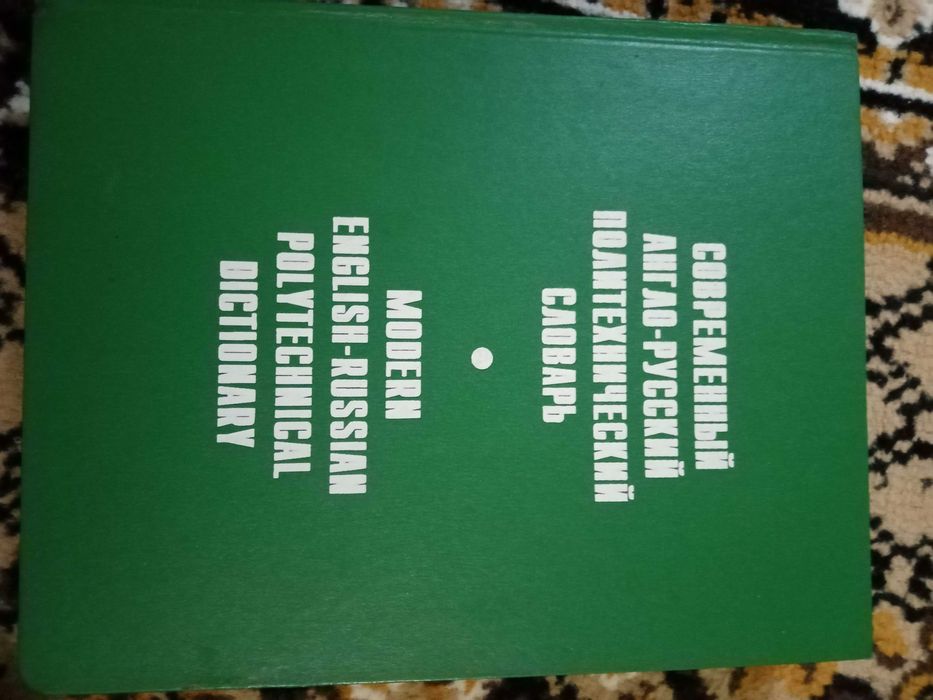 СОВРЕМЕННЫЙ
АНГЛО-РУССКИЙ
ПОЛИТЕХНИЧЕСКИЙ
СЛОВАРЬ
MODERN
ENGLISH-RUSSIAN
POLYTECHNICAL
DICTIONARY